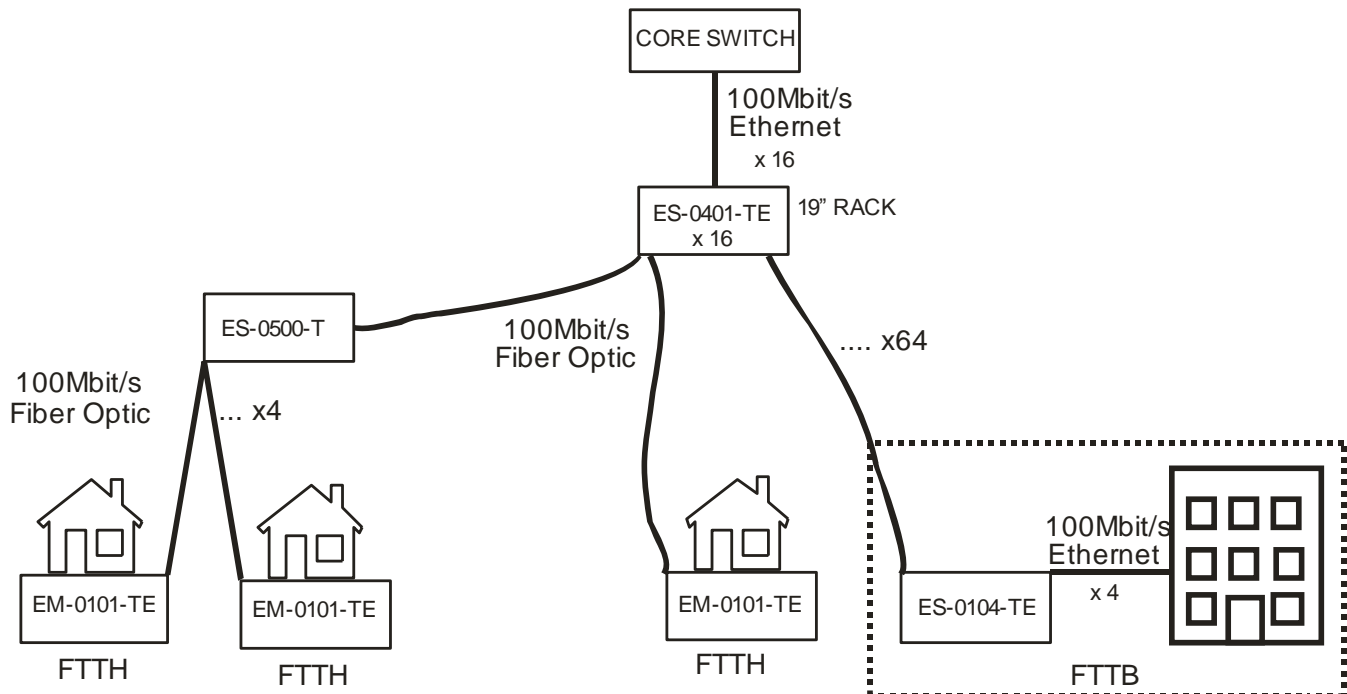 CORE SWITCH
100Mbit/s
Ethernet
x 16
ES-0401-TE
x 16
19” RACK
ES-0500-T
100Mbit/s
Fiber Optic
.... x64
100Mbit/s
Fiber Optic
... x4
100Mbit/s
Ethernet
x 4
EM-0101-TE
EM-0101-TE
EM-0101-TE
ES-0104-TE
FTTH
FTTH
FTTH
FTTB